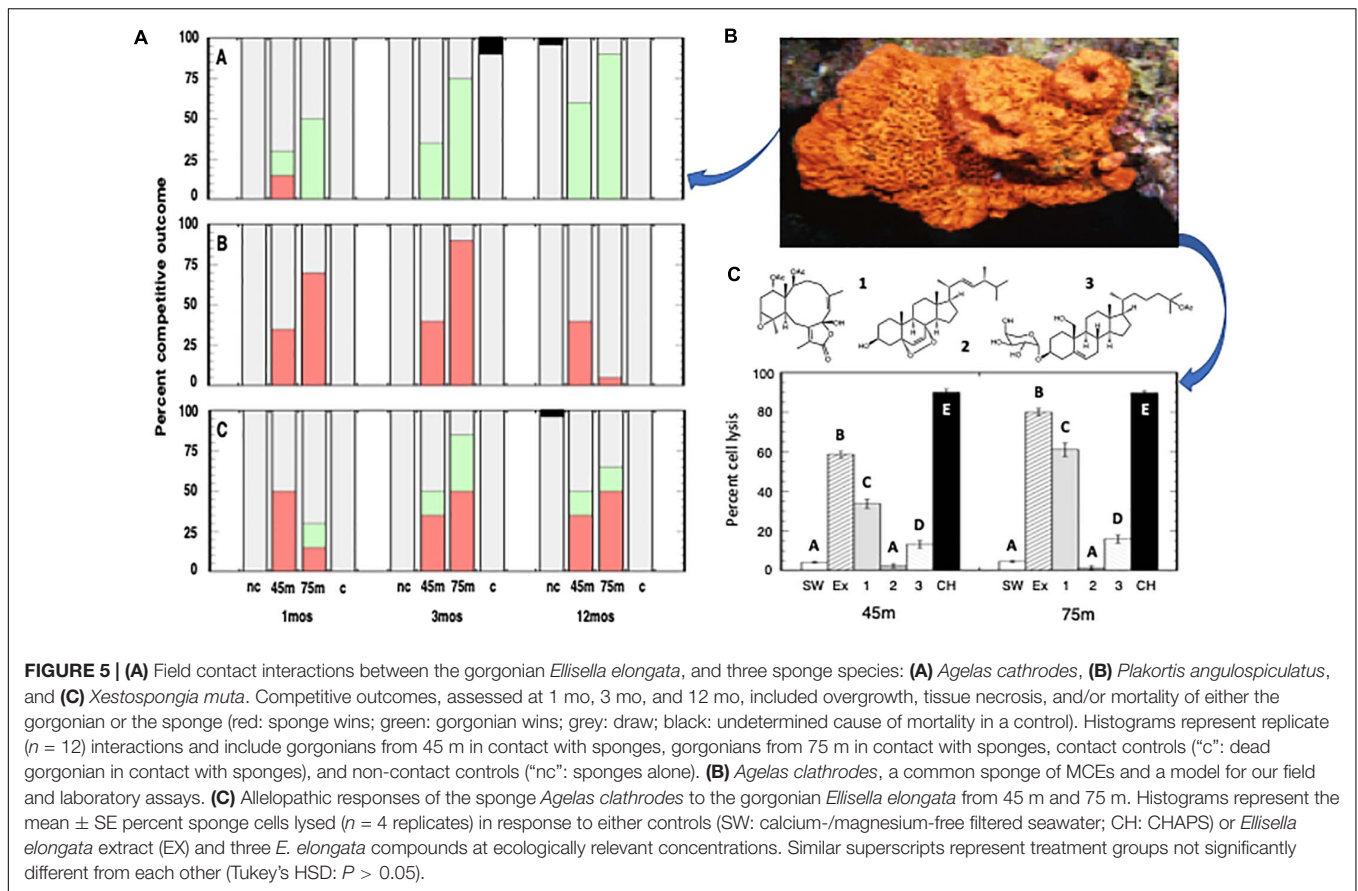 A
A
100
75
50
25
0
B
100
75
50
25
0
C
100
75
50
25
0
Percent competitive outcome
nc 45m 75m c
nc 45m 75m c
nc 45m 75m c
1mos 3mos 12mos
B
C
OAc
OAc
O
H
OH
O
O
1
HO
O
O
H
H
2
3
OH
HO
HO
OH
O
O
HO
H
H
H
OAc
Percent cell lysis
100
80
60
40
20
0
A B C A D E
A B C A D E
SW Ex 1 2 3 CH
SW Ex 1 2 3 CH
45m 75m
FIGURE 5 | (A) Field contact interactions between the gorgonian Ellisella elongata, and three sponge species: (A) Agelas cathrodes, (B) Plakortis angulospiculatus,
and (C) Xestospongia muta. Competitive outcomes, assessed at 1 mo, 3 mo, and 12 mo, included overgrowth, tissue necrosis, and/or mortality of either the
gorgonian or the sponge (red: sponge wins; green: gorgonian wins; grey: draw; black: undetermined cause of mortality in a control). Histograms represent replicate
(n = 12) interactions and include gorgonians from 45 m in contact with sponges, gorgonians from 75 m in contact with sponges, contact controls (“c”: dead
gorgonian in contact with sponges), and non-contact controls (“nc”: sponges alone). (B) Agelas clathrodes, a common sponge of MCEs and a model for our field
and laboratory assays. (C) Allelopathic responses of the sponge Agelas clathrodes to the gorgonian Ellisella elongata from 45 m and 75 m. Histograms represent the
mean ± SE percent sponge cells lysed (n = 4 replicates) in response to either controls (SW: calcium-/magnesium-free filtered seawater; CH: CHAPS) or Ellisella
elongata extract (EX) and three E. elongata compounds at ecologically relevant concentrations. Similar superscripts represent treatment groups not significantly
different from each other (Tukey’s HSD: P > 0.05).